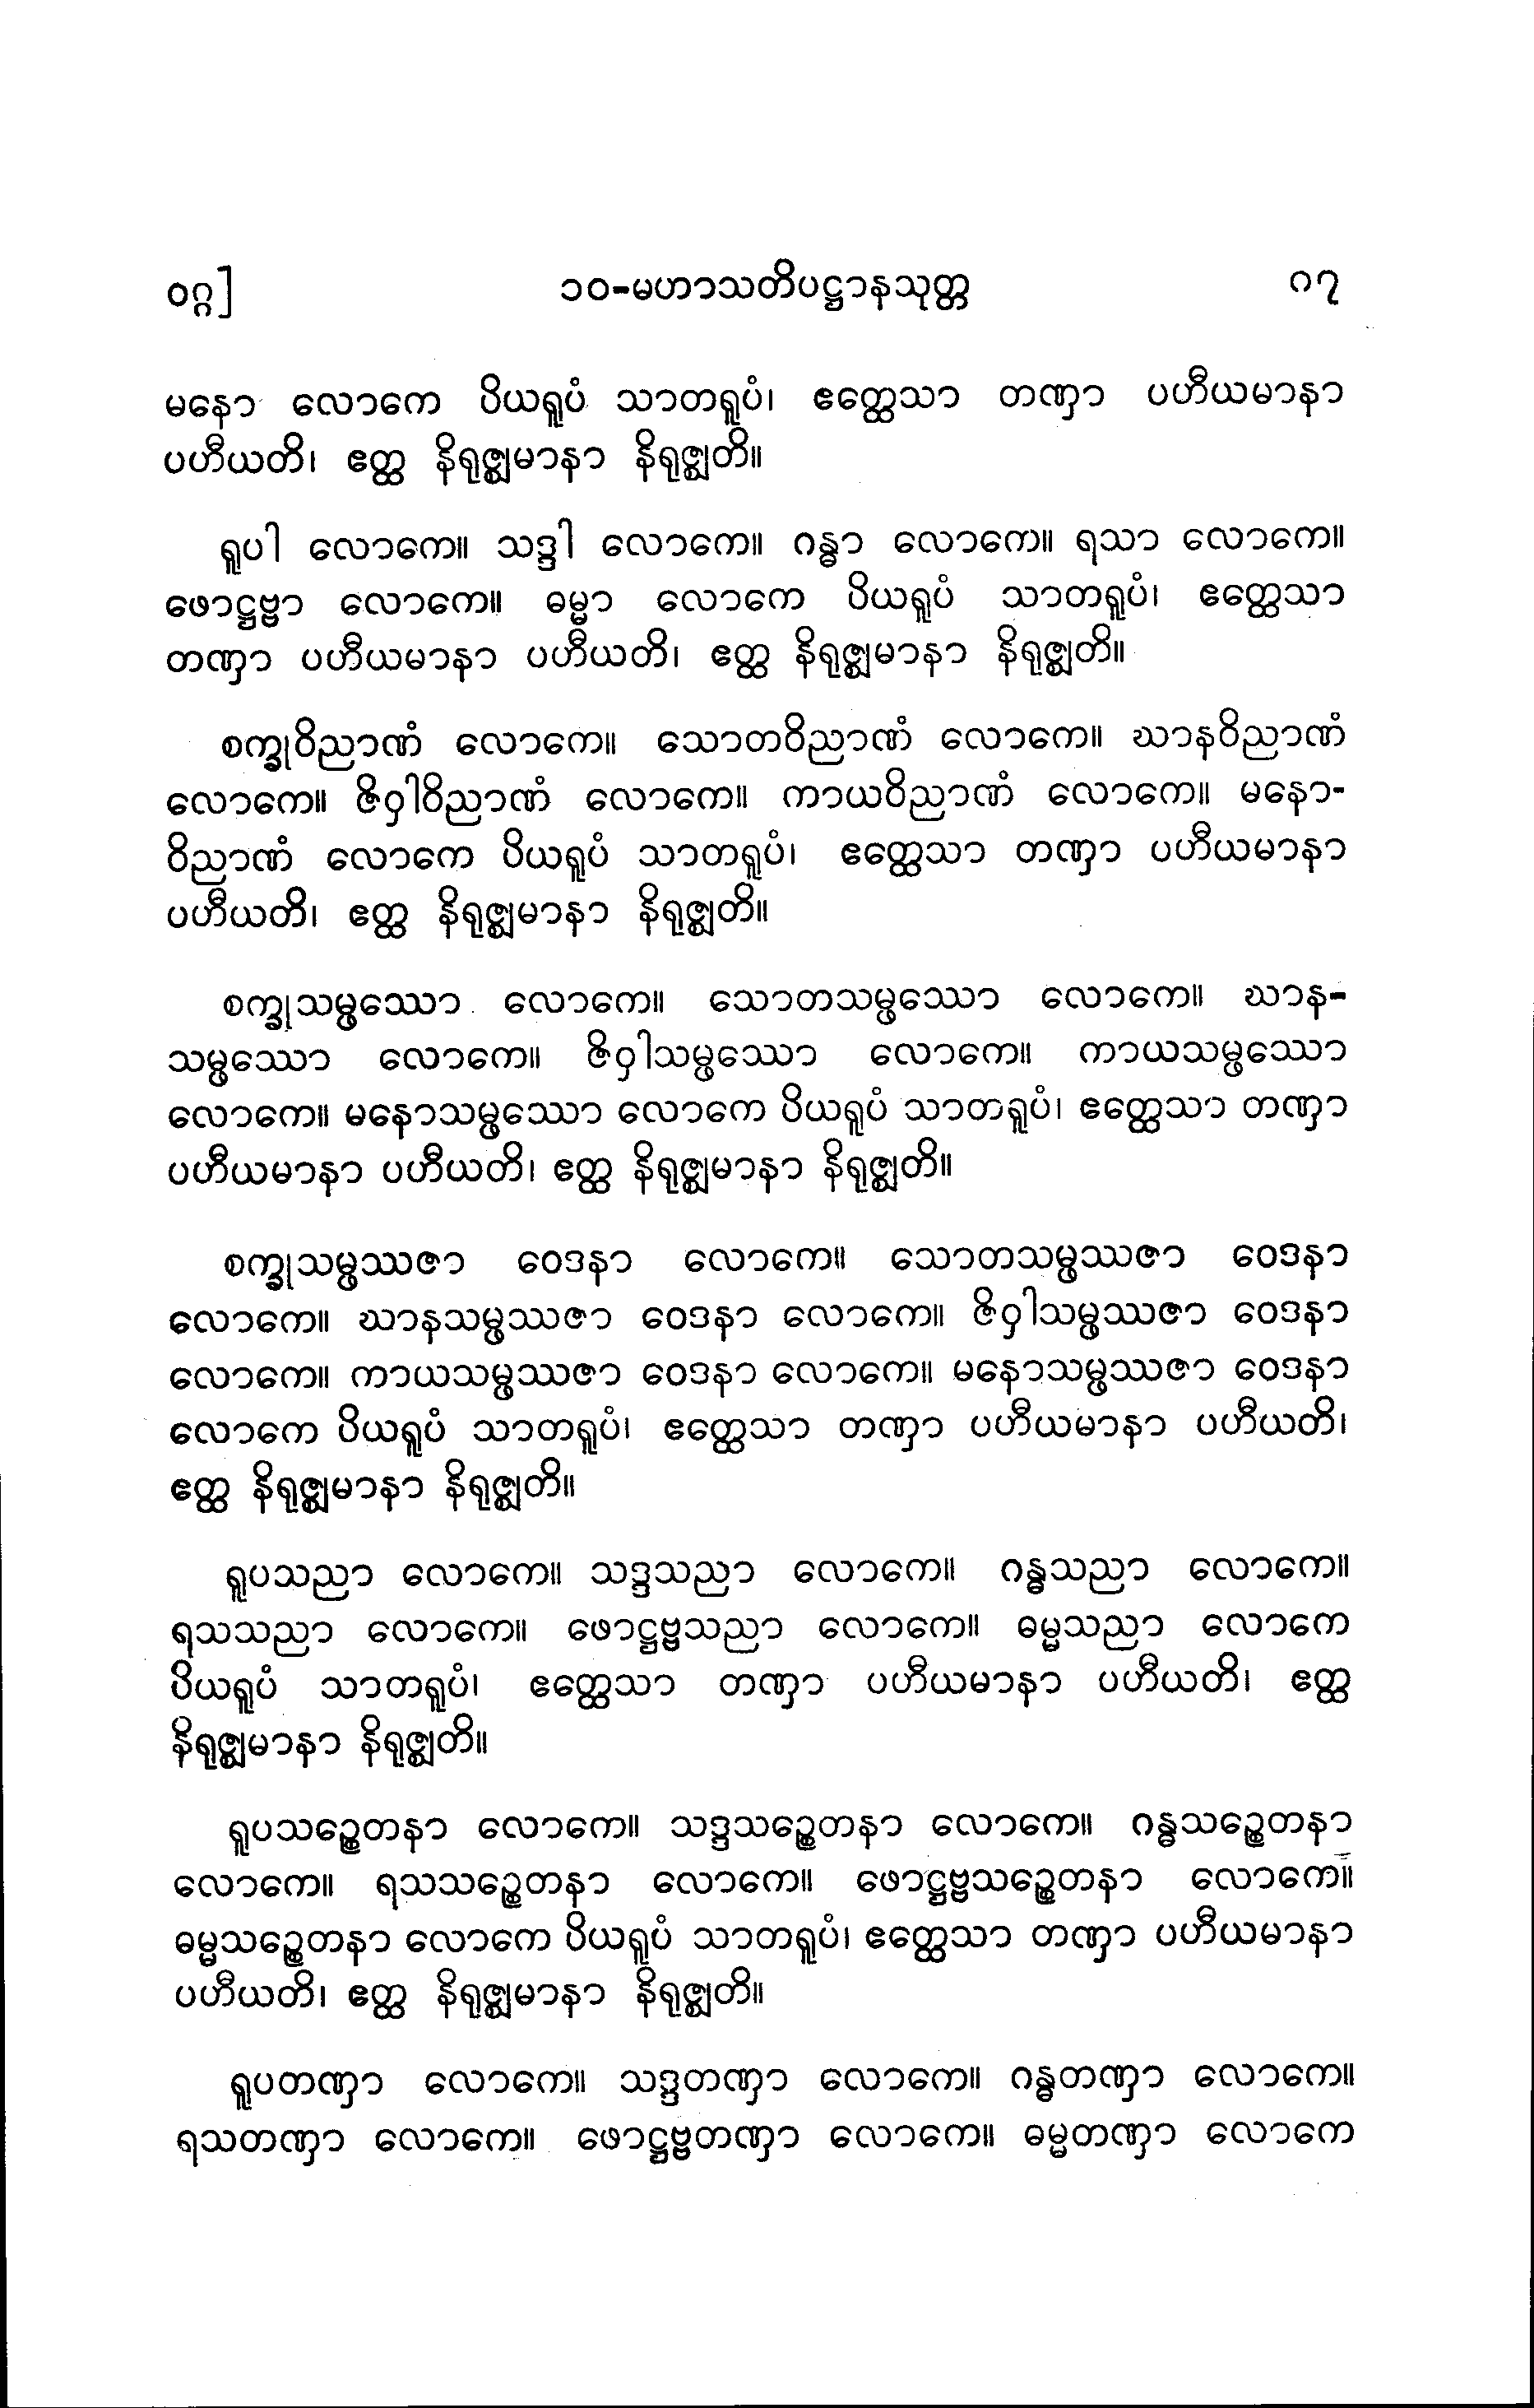 ၀ဂ္ဂ] ၁၀-မဟာသတိပဋ္ဌာနသုတ္တ ၈၇
မနော လောကေ ပိယရူပံ သာတရူပံ၊ ဧတ္ထေသာ တဏှာ ပဟီယမာနာ
ပဟီယတိ၊ ဧတ္ထ နိရုဇ္ဈမာနာ နိရုဇ္ဈတိ။
ရူပါ လောကေ။ သဒ္ဒါ လောကေ။ ဂန္ဓာ လောကေ။ ရသာ လောကေ။
ဖောဋ္ဌဗ္ဗာ လောကေ။ ဓမ္မာ လောကေ ပိယရူပံ သာတရူပံ၊ ဧတ္ထေသာ
တဏှာ ပဟီယမာနာ ပဟီယတိ၊ ဧတ္ထ နိရုဇ္ဈမာနာ နိရုဇ္ဈတိ။
စက္ခုဝိညာဏံ လောကေ။ သောတဝိညာဏံ လောကေ။ ဃာနဝိညာဏံ
လောကေ။ ဇိဝှါဝိညာဏံ လောကေ။ ကာယဝိညာဏံ လောကေ။ မနော-
ဝိညာဏံ လောကေ ပိယရူပံ သာတရူပံ၊ ဧတ္ထေသာ တဏှာ ပဟီယမာနာ
ပဟီယတိ၊ ဧတ္ထ နိရုဇ္ဈမာနာ နိရုဇ္ဈတိ။
စက္ခုသမ္ဖဿော လောကေ။ သောတသမ္ဖဿော လောကေ။ ဃာန-
သမ္ဖဿော လောကေ။ ဇိဝှါသမ္ဖဿော လောကေ။ ကာယသမ္ဖဿော
လောကေ။ မနောသမ္ဖဿော လောကေ ပိယရူပံ သာတရူပံ၊ ဧတ္ထေသာ တဏှာ
ပဟီယမာနာ ပဟီယတိ၊ ဧတ္ထ နိရုဇ္ဈမာနာ နိရုဇ္ဈတိ။
စက္ခုသမ္ဖဿဇာ ဝေဒနာ လောကေ။ သောတသမ္ဖဿဇာ ဝေဒနာ
လောကေ။ ဃာနသမ္ဖဿဇာ ဝေဒနာ လောကေ။ ဇိဝှါသမ္ဖဿဇာ ဝေဒနာ
လောကေ။ ကာယသမ္ဖဿဇာ ဝေဒနာ လောကေ။ မနောသမ္ဖဿဇာ ဝေဒနာ
လောကေ ပိယရူပံ သာတရူပံ၊ ဧတ္ထေသာ တဏှာ ပဟီယမာနာ ပဟီယတိ၊
ဧတ္ထ နိရုဇ္ဈမာနာ နိရုဇ္ဈတိ။
ရူပသညာ လောကေ။ သဒ္ဒသညာ လောကေ။ ဂန္ဓသညာ လောကေ။
ရသသညာ လောကေ။ ဖောဋ္ဌဗ္ဗသညာ လောကေ။ ဓမ္မသညာ လောကေ
ပိယရူပံ သာတရူပံ၊ ဧတ္ထေသာ တဏှာ ပဟီယမာနာ ပဟီယတိ၊ ဧတ္ထ
နိရုဇ္ဈမာနာ နိရုဇ္ဈတိ။
ရူပသဉ္စေတနာ လောကေ။ သဒ္ဒသဉ္စေတနာ လောကေ။ ဂန္ဓသဉ္စေတနာ
လောကေ။ ရသသဉ္စေတနာ လောကေ။ ဖောဋ္ဌဗ္ဗသဉ္စေတနာ လောကေ။
ဓမ္မသဉ္စေတနာ လောကေ ပိယရူပံ သာတရူပံ၊ ဧတ္ထေသာ တဏှာ ပဟီယမာနာ
ပဟီယတိ၊ ဧတ္ထ နိရုဇ္ဈမာနာ နိရုဇ္ဈတိ။
ရူပတဏှာ လောကေ။ သဒ္ဒတဏှာ လောကေ။ ဂန္ဓတဏှာ လောကေ။
ရသတဏှာ လောကေ။ ဖောဋ္ဌဗ္ဗတဏှာ လောကေ။ ဓမ္မတဏှာ လောကေ